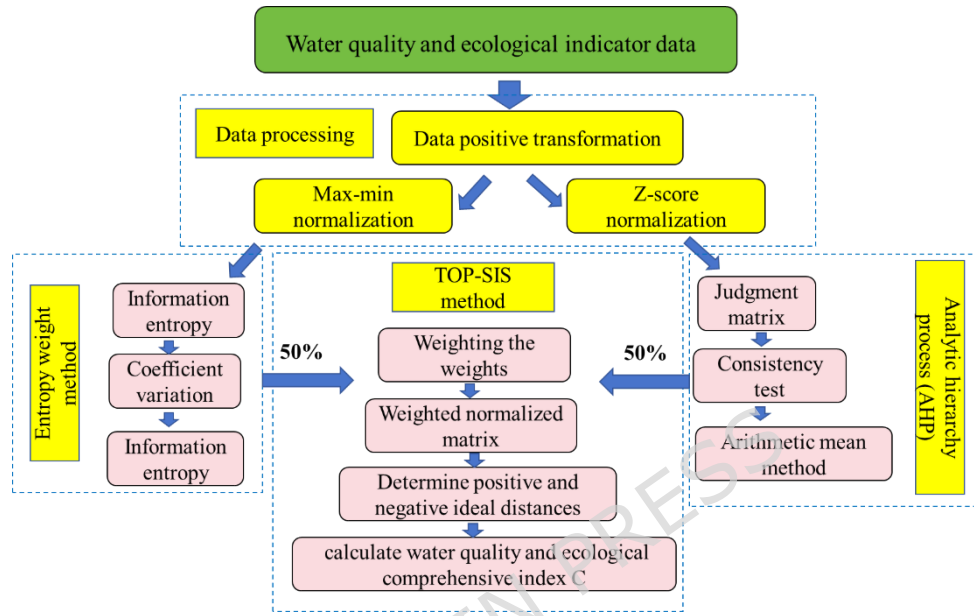 Water quality and ecological indicator data
Data processing
Data positive transformation
Max-min
normalization
Z-score
normalization
Entropy weight
method
Information
entropy
Coefficient
variation
Information
entropy
50%
TOP-SIS
method
Weighting the
weights
Weighted normalized
matrix
Determine positive and
negative ideal distances
calculate water quality and ecological
comprehensive index C
50%
Judgment
matrix
Consistency
test
Arithmetic mean
method
Analytic hierarchy
process (AHP)
PRESS